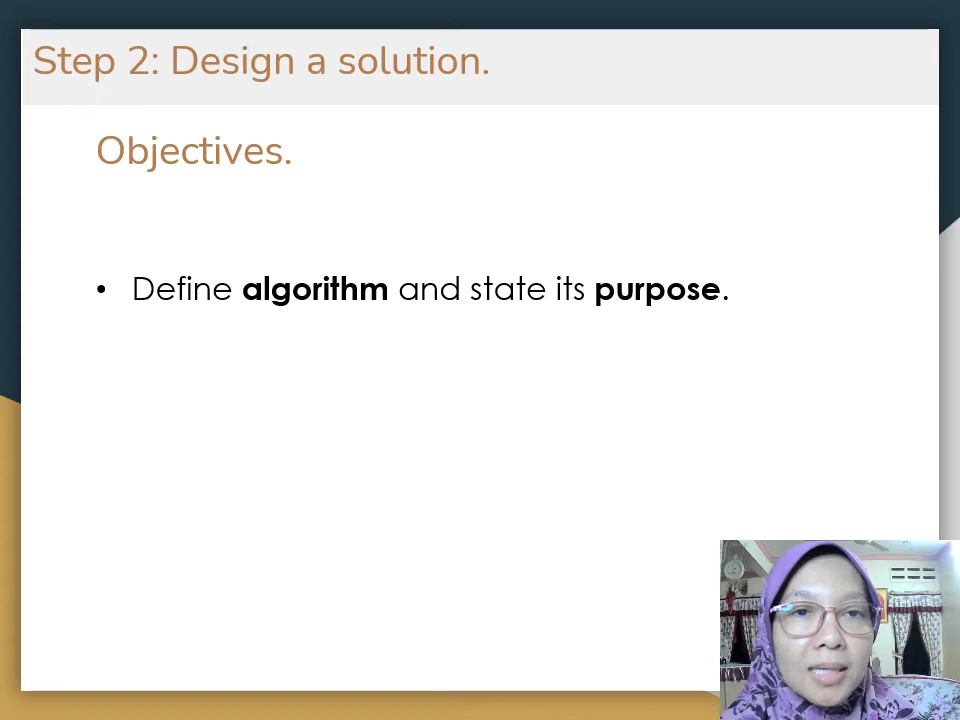 Step 2: Design a solution.
Objectives.
• Define algorithm and state its purpose.